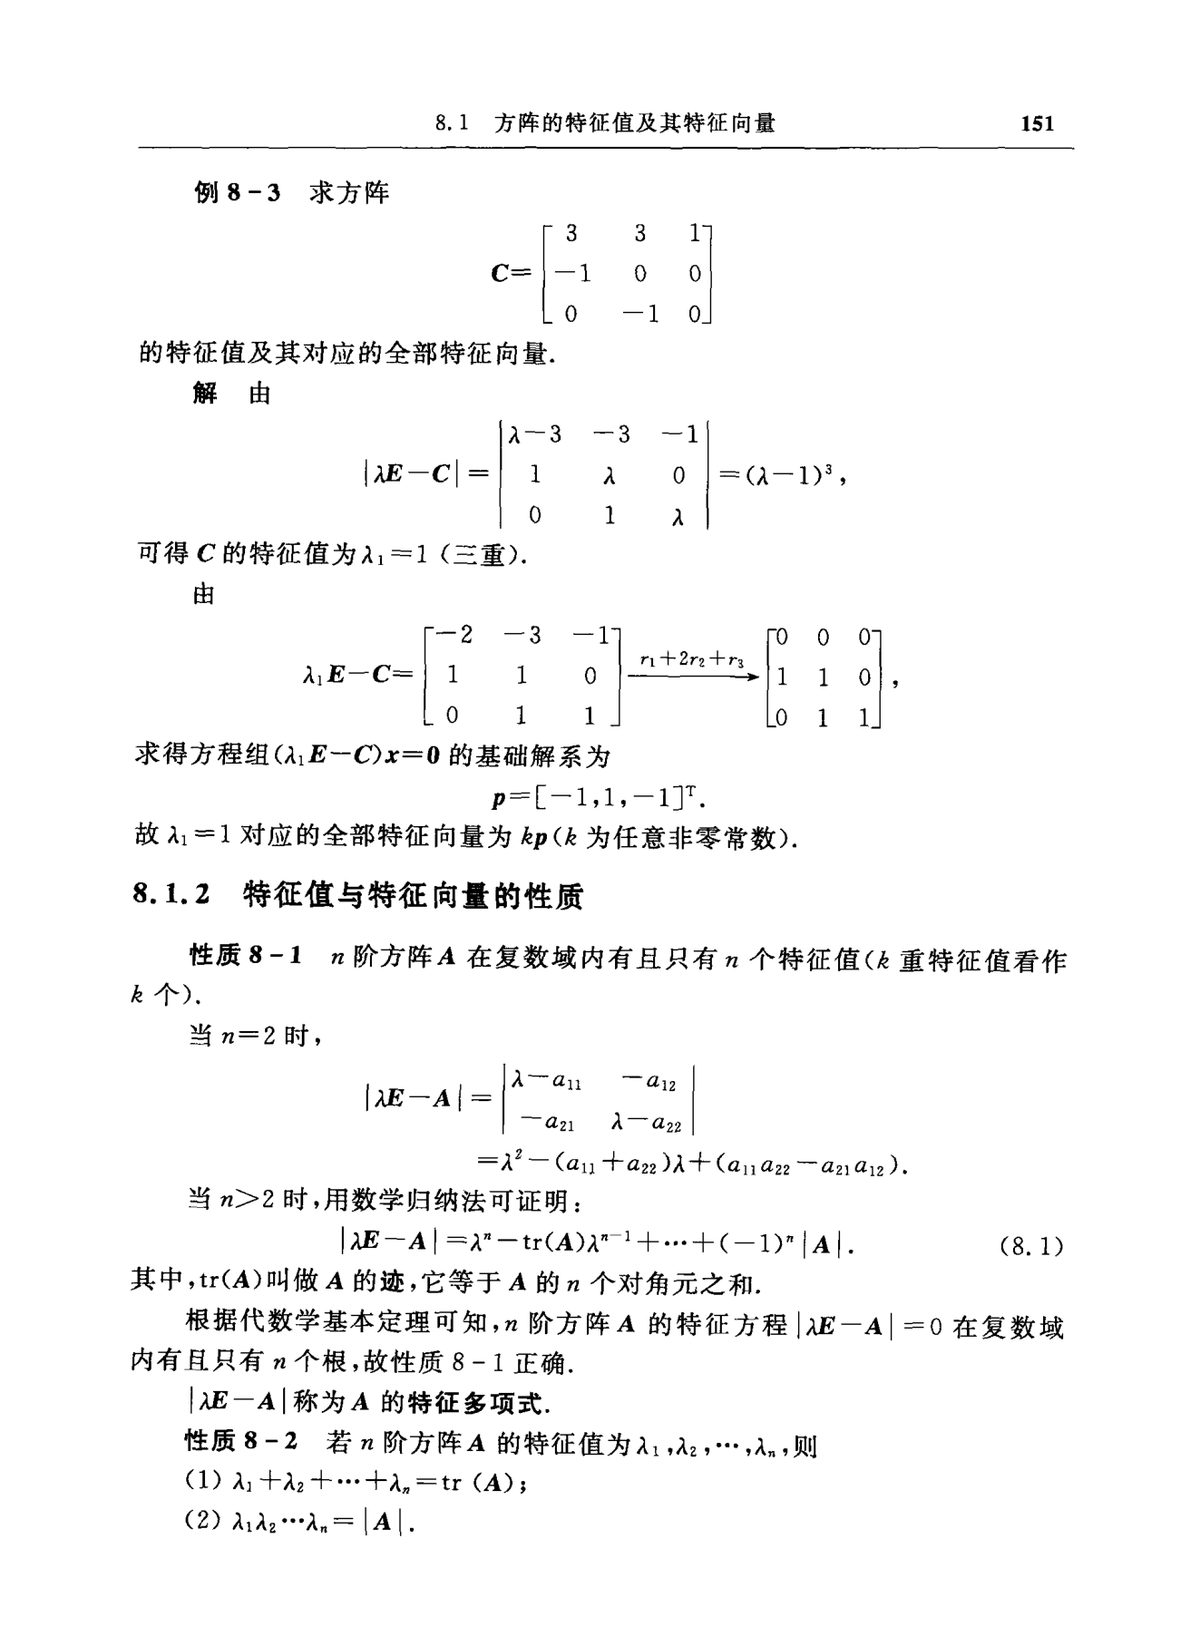 8.1 方阵的特征值及其特征向量 151
例 8-3 求方阵
C=[3 3 1
-1 0 0
0 -1 0]
的特征值及其对应的全部特征向量.
解 由
|λE-C|=|λ-3 -3 -1
1 λ 0
0 1 λ|=(λ-1)³,
可得 C 的特征值为 λ₁=1 (三重).
由
λ₁E-C=[-2 -3 -1
1 1 0
0 1 1] r₁+2r₂+r₃→ [0 0 0
1 1 0
0 1 1],
求得方程组(λ₁E-C)x=0 的基础解系为
p=[-1,1,-1]ᵀ.
故 λ₁=1 对应的全部特征向量为 kp(k 为任意非零常数).
8.1.2 特征值与特征向量的性质
性质 8-1 n 阶方阵 A 在复数域内有且只有 n 个特征值(k 重特征值看作
k 个).
当 n=2 时,
|λE-A|=|λ-a₁₁ -a₁₂
-a₂₁ λ-a₂₂|
=λ²-(a₁₁+a₂₂)λ+(a₁₁a₂₂-a₂₁a₁₂).
当 n>2 时,用数学归纳法可证明:
|λE-A|=λⁿ-tr(A)λⁿ⁻¹+⋯+(-1)ⁿ|A|. (8.1)
其中,tr(A)叫做 A 的迹,它等于 A 的 n 个对角元之和.
根据代数学基本定理可知,n 阶方阵 A 的特征方程|λE-A|=0 在复数域
内有且只有 n 个根,故性质 8-1 正确.
|λE-A|称为 A 的特征多项式.
性质 8-2 若 n 阶方阵 A 的特征值为 λ₁,λ₂,⋯,λₙ,则
(1) λ₁+λ₂+⋯+λₙ=tr (A);
(2) λ₁λ₂⋯λₙ=|A|.